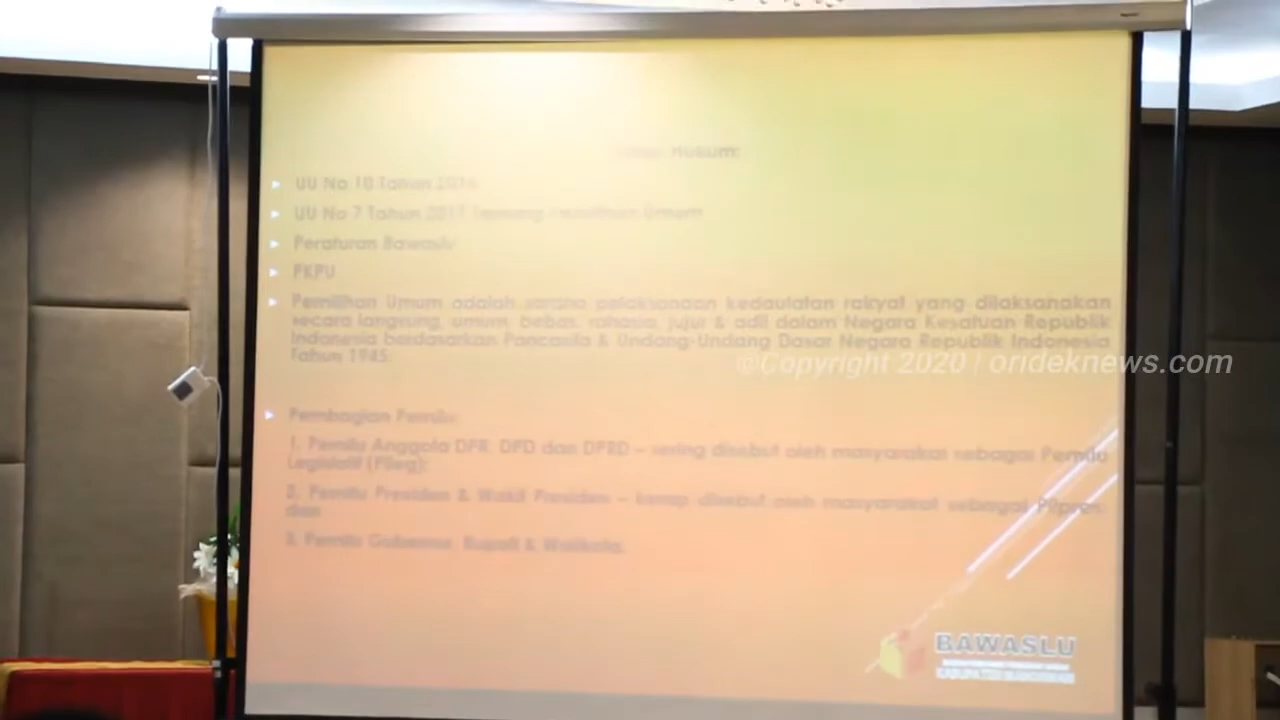 Hukum:
UU No 10 Tahun 2016
UU No 7 Tahun 2017 Tentang Pemilihan Umum
Peraturan Bawaslu
PKPU
Pemilihan Umum adalah sarana pelaksanaan kedaulatan rakyat yang dilaksanakan
secara langsung, umum, bebas, rahasia, jujur & adil dalam Negara Kesatuan Republik
Indonesia berdasarkan Pancasila & Undang-Undang Dasar Negara Republik Indonesia
Tahun 1945
©Copyright 2020 | orideknews.com
Pembagian Pemilu
1. Pemilu Anggota DPR, DPD dan DPRD – sering disebut oleh masyarakat sebagai Pemilu
Legislatif (Pileg);
2. Pemilu Presiden & Wakil Presiden – kerap disebut oleh masyarakat sebagai Pilpres;
dan
3. Pemilu Gubernur, Bupati & Walikota.
BAWASLU
KABUPATEN